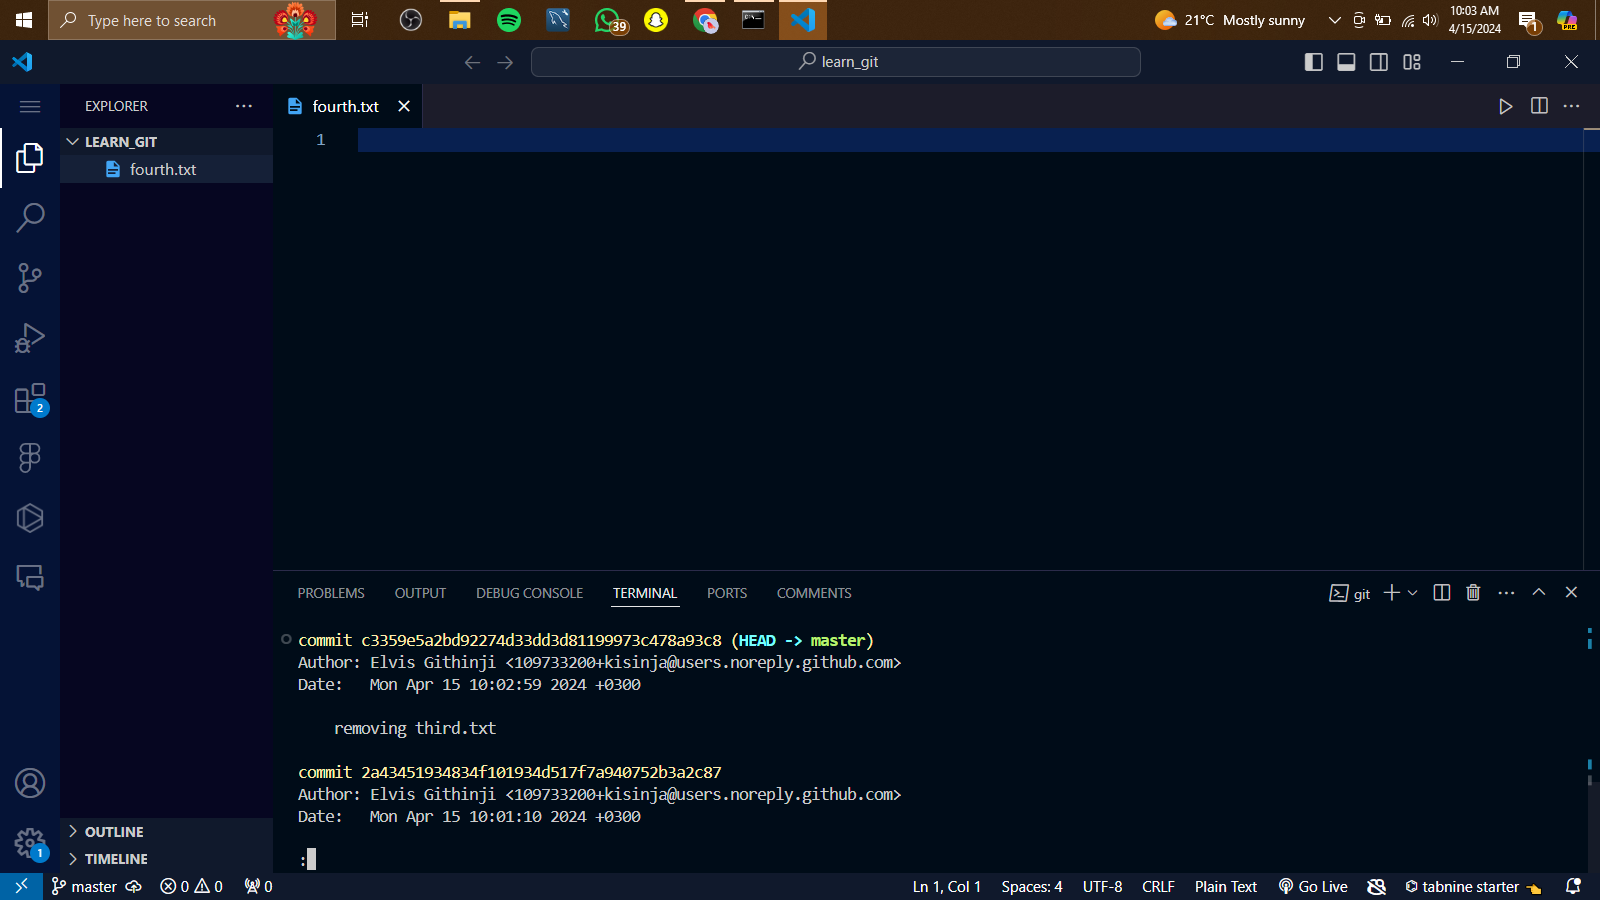 Type here to search
39
21°C Mostly sunny
10:03 AM
4/15/2024
1
PRE
learn_git
EXPLORER
fourth.txt
LEARN_GIT
fourth.txt
1
2
PROBLEMS OUTPUT DEBUG CONSOLE TERMINAL PORTS COMMENTS
git
commit c3359e5a2bd92274d33dd3d81199973c478a93c8 (HEAD -> master)
Author: Elvis Githinji <109733200+kisinja@users.noreply.github.com>
Date:   Mon Apr 15 10:02:59 2024 +0300
removing third.txt
commit 2a43451934834f101934d517f7a940752b3a2c87
Author: Elvis Githinji <109733200+kisinja@users.noreply.github.com>
Date:   Mon Apr 15 10:01:10 2024 +0300
:
OUTLINE
1
TIMELINE
master 0 0 0 Ln 1, Col 1 Spaces: 4 UTF-8 CRLF Plain Text Go Live tabnine starter